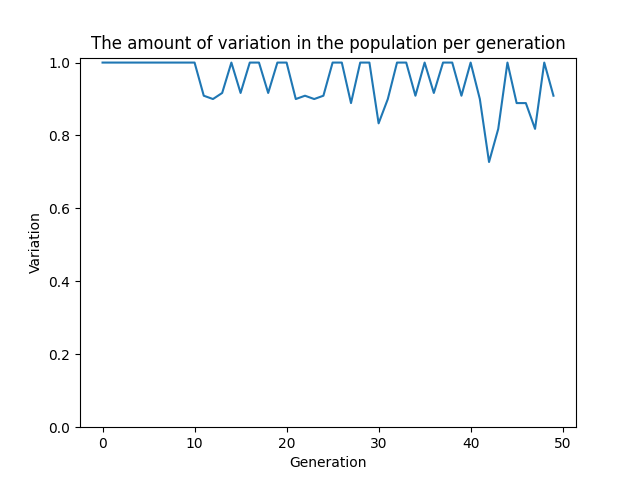 The amount of variation in the population per generation
1.0
0.8
0.6
0.4
0.2
0.0
Variation
0 10 20 30 40 50
Generation